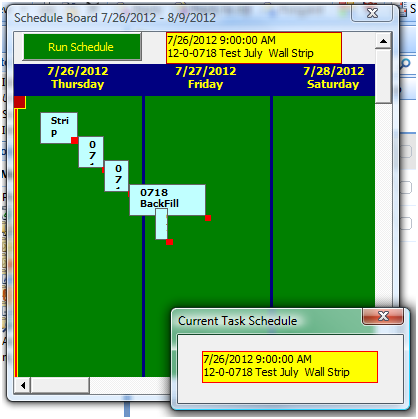 Schedule Board 7/26/2012 - 8/9/2012
Run Schedule
7/26/2012 9:00:00 AM
12-0-0718 Test July Wall Strip
7/26/2012 7/27/2012 7/28/2012
Thursday Friday Saturday
Stri
p
0
7
0
7
0718
BackFill
Current Task Schedule
7/26/2012 9:00:00 AM
12-0-0718 Test July Wall Strip